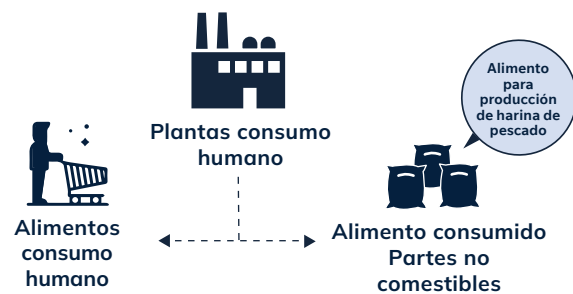 Plantas consumo
humano
Alimento
para
producción
de harina de
pescado
Alimentos
consumo
humano
Alimento consumido
Partes no
comestibles